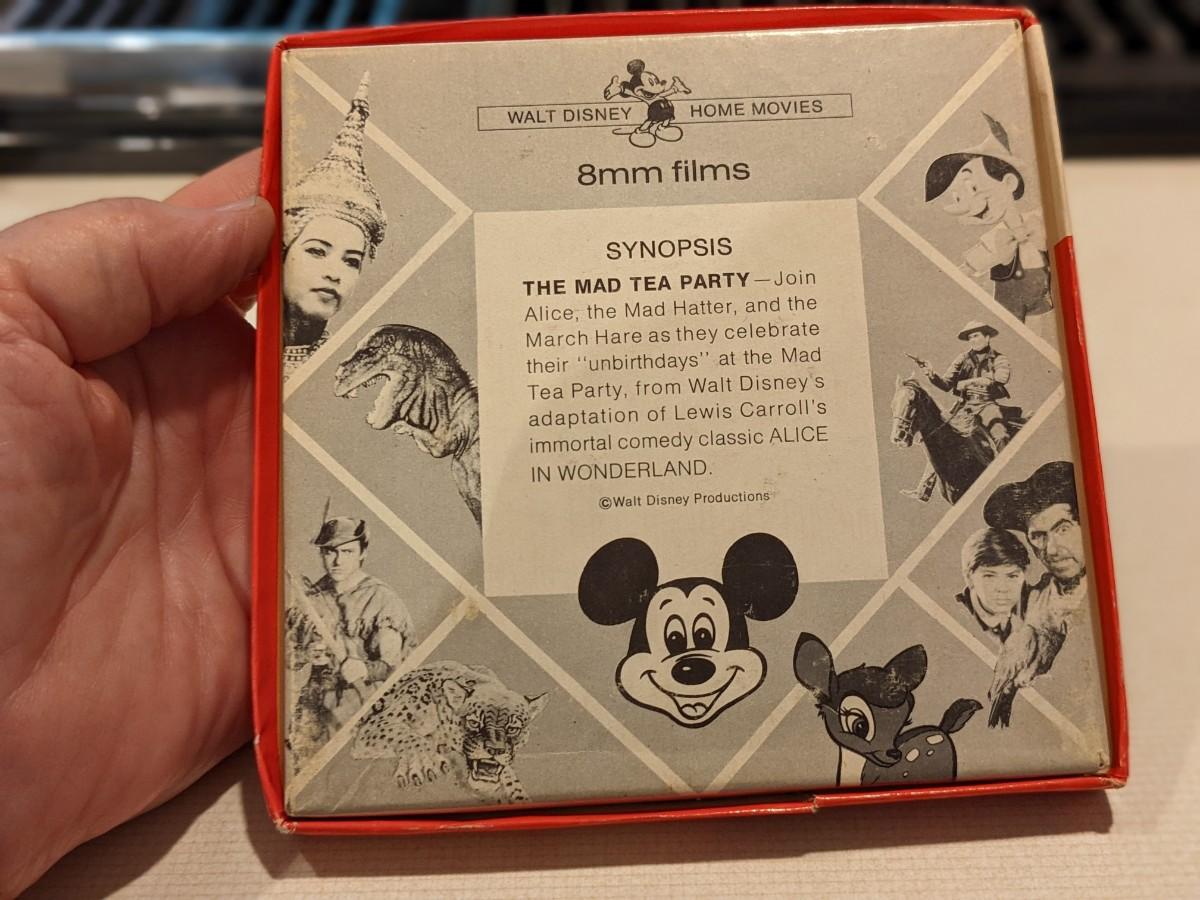 WALT DISNEY HOME MOVIES
8mm films
SYNOPSIS
THE MAD TEA PARTY—Join
Alice, the Mad Hatter, and the
March Hare as they celebrate
their "unbirthdays" at the Mad
Tea Party, from Walt Disney's
adaptation of Lewis Carroll's
immortal comedy classic ALICE
IN WONDERLAND.
©Walt Disney Productions